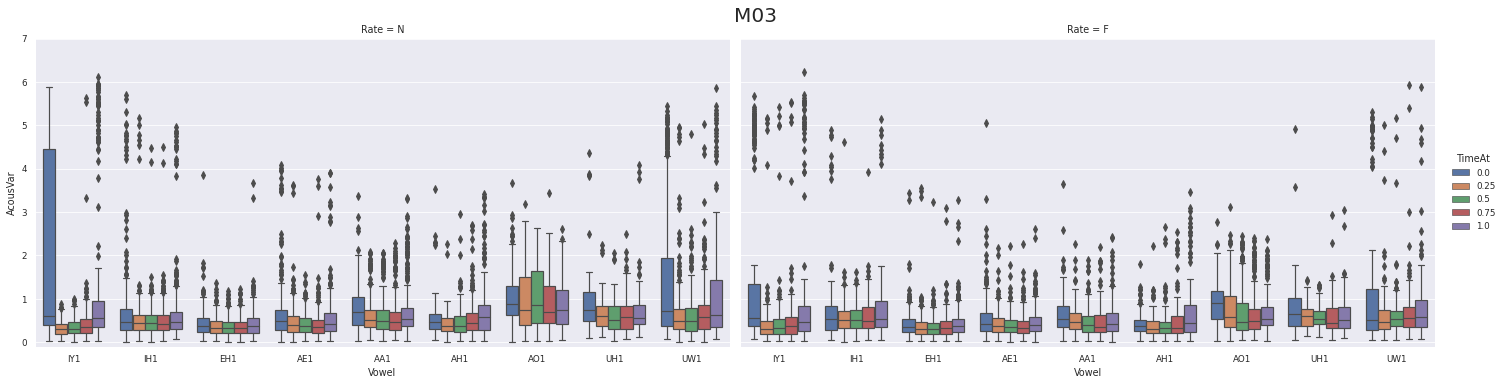 M03
Rate = N
Rate = F
7
6
5
4
3
2
1
0
AcousVar
IY1 IH1 EH1 AE1 AA1 AH1 AO1 UH1 UW1
Vowel
IY1 IH1 EH1 AE1 AA1 AH1 AO1 UH1 UW1
Vowel
TimeAt
0.0
0.25
0.5
0.75
1.0